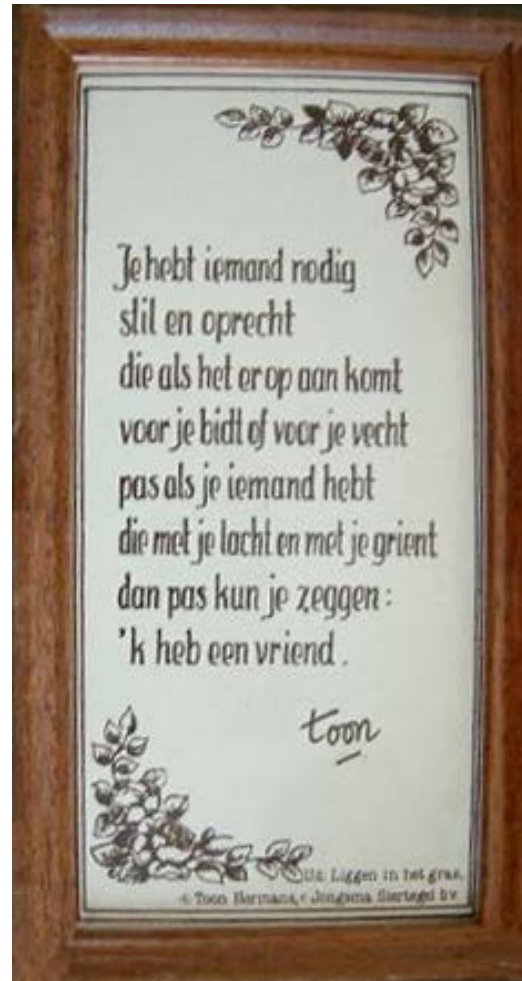 Je hebt iemand nodig
stil en oprecht
die als het er op aan komt
voor je bidt of voor je vecht
pas als je iemand hebt
die met je lacht en met je grient
dan pas kun je zeggen:
'k heb een vriend.
toon
Uit: Liggen in het gras.
© Toon Hermans, © Jongsma Siertegel b.v.